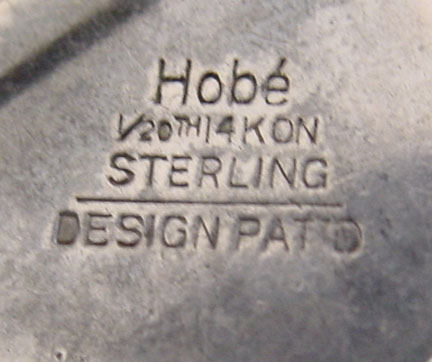 Hobé
1/20TH 14K ON
STERLING
DESIGN PAT'D